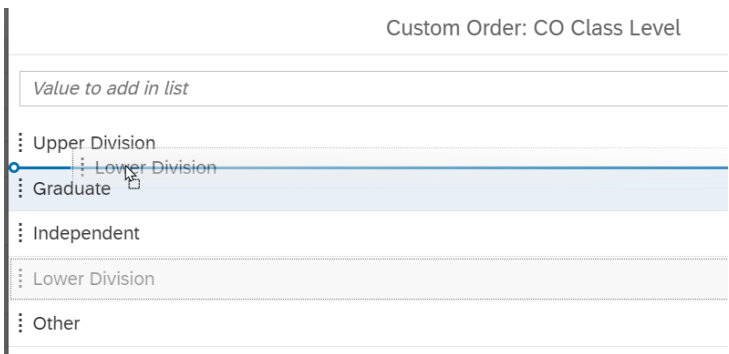 Custom Order: CO Class Level
Value to add in list
Upper Division
Lower Division
Graduate
Independent
Lower Division
Other